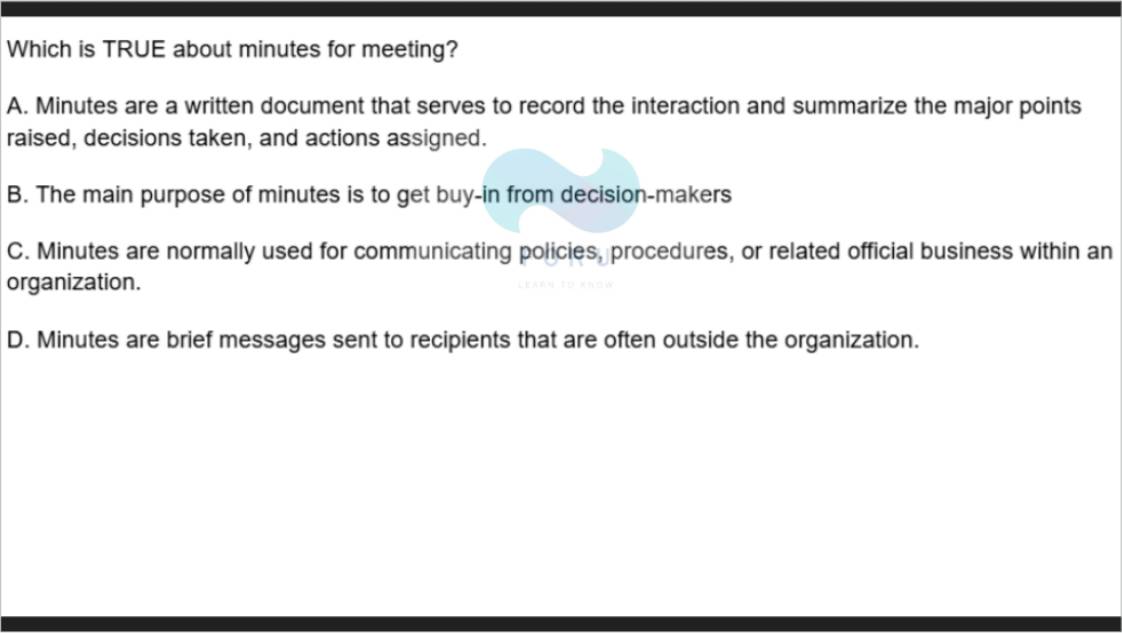 Which is TRUE about minutes for meeting?
A. Minutes are a written document that serves to record the interaction and summarize the major points
raised, decisions taken, and actions assigned.
B. The main purpose of minutes is to get buy-in from decision-makers
C. Minutes are normally used for communicating policies, procedures, or related official business within an
organization.
LEARN TO KNOW
D. Minutes are brief messages sent to recipients that are often outside the organization.